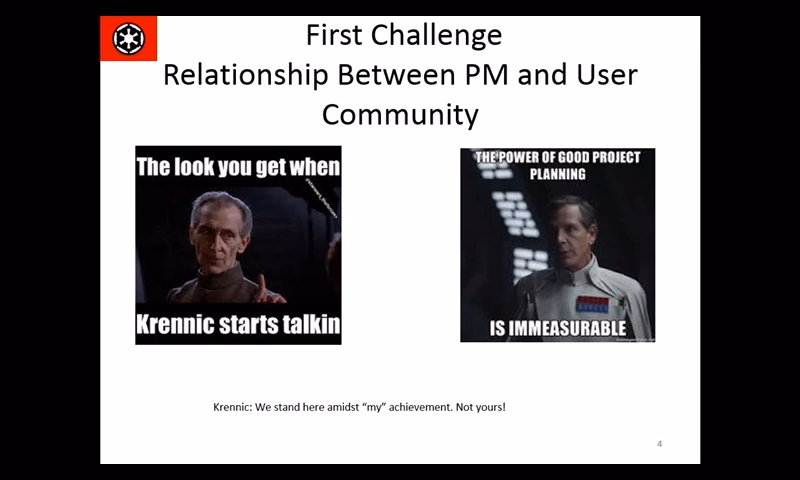 First Challenge
Relationship Between PM and User
Community
The look you get when
Krennic starts talkin
THE POWER OF GOOD PROJECT
PLANNING
IS IMMEASURABLE
Krennic: We stand here amidst “my” achievement. Not yours!
4